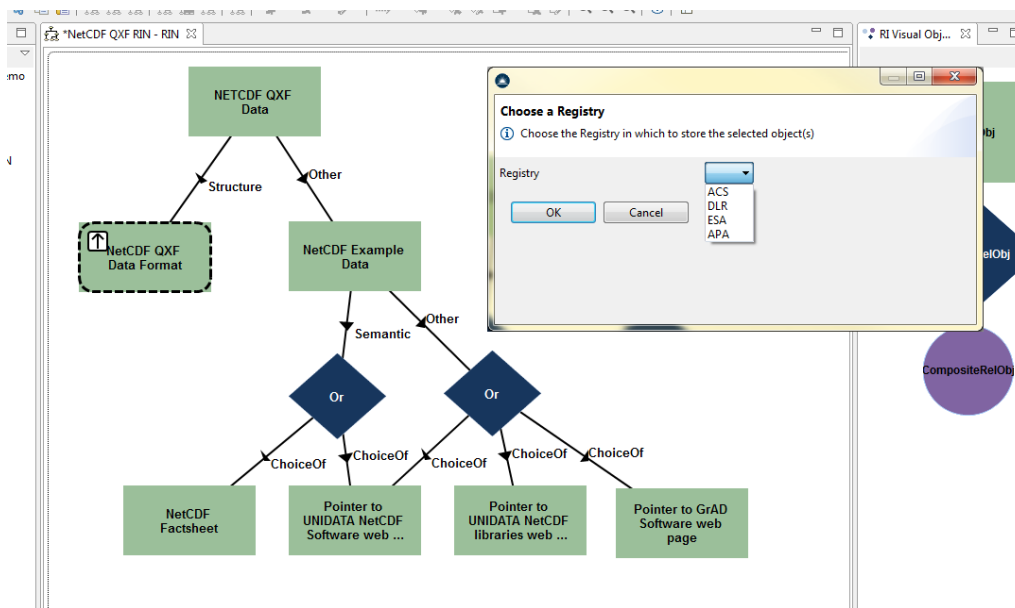 *NetCDF QXF RIN - RIN
RI Visual Obj...
emo
NETCDF QXF
Data
Structure
Other
NetCDF QXF
Data Format
NetCDF Example
Data
Semantic
Other
Or
Or
ChoiceOf
ChoiceOf
ChoiceOf
ChoiceOf
ChoiceOf
NetCDF
Factsheet
Pointer to
UNIDATA NetCDF
Software web ...
Pointer to
UNIDATA NetCDF
libraries web ...
Pointer to GrAD
Software web
page
Choose a Registry
Choose the Registry in which to store the selected object(s)
Registry
ACS
DLR
ESA
APA
OK
Cancel
bj
elObj
CompositeRelObj